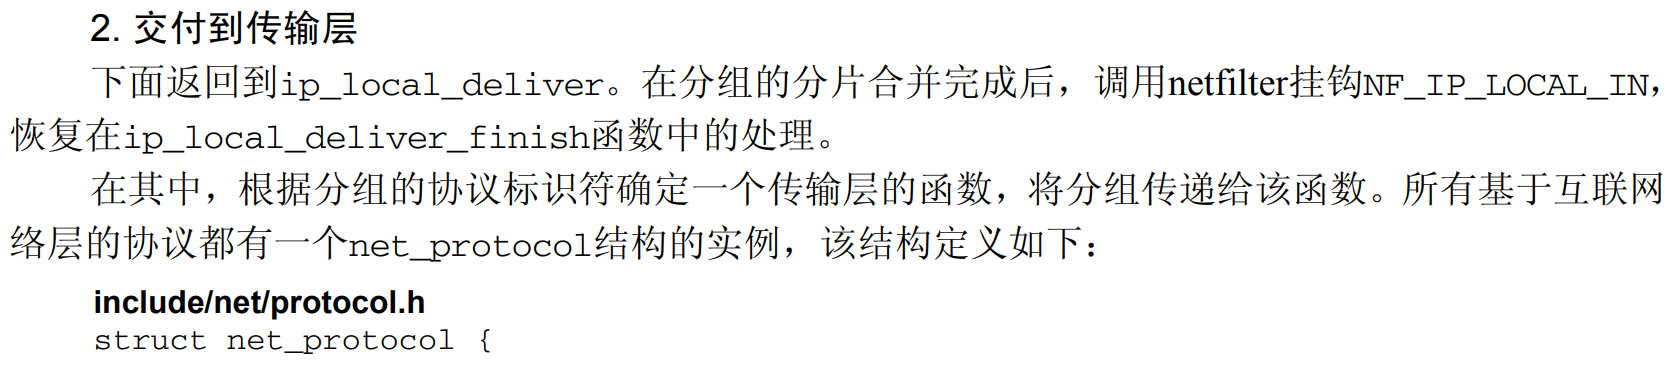 2. 交付到传输层
下面返回到ip_local_deliver。在分组的分片合并完成后，调用netfilter挂钩NF_IP_LOCAL_IN，
恢复在ip_local_deliver_finish函数中的处理。
在其中，根据分组的协议标识符确定一个传输层的函数，将分组传递给该函数。所有基于互联网
络层的协议都有一个net_protocol结构的实例，该结构定义如下：
include/net/protocol.h
struct net_protocol {